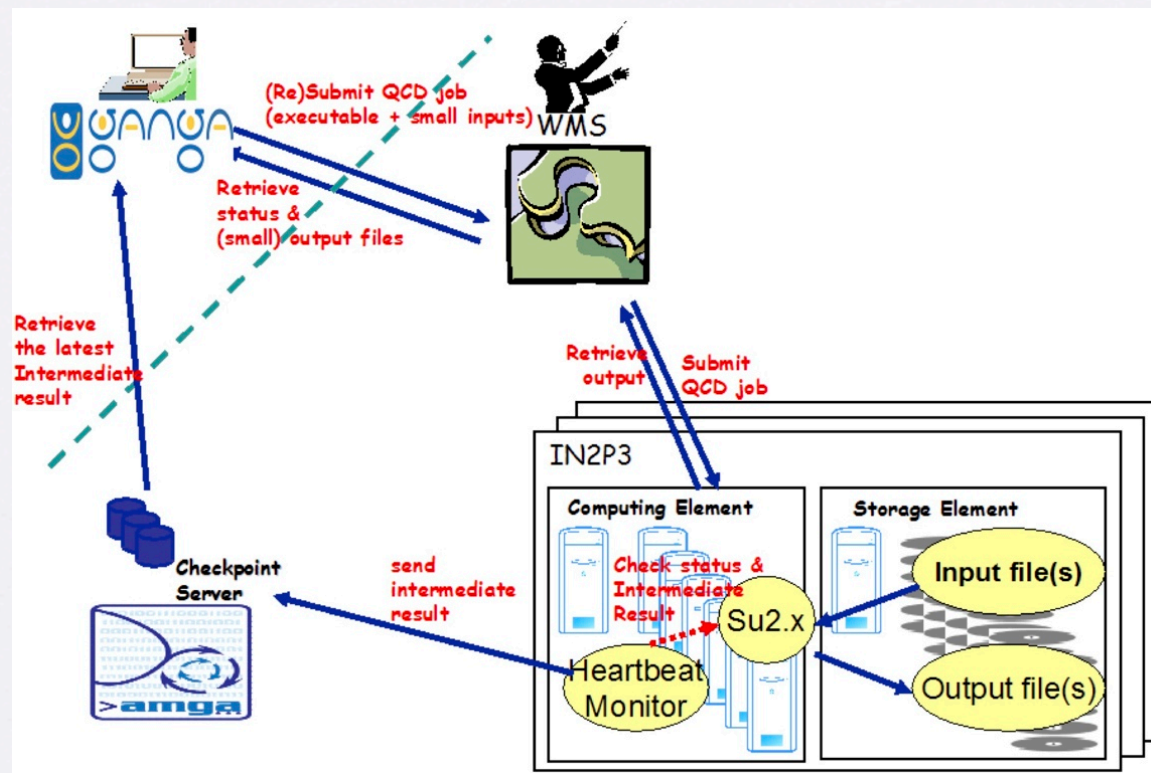 (Re)Submit QCD job
(executable + small inputs)
WMS
GANGA
Retrieve
status &
(small) output files
Retrieve
the latest
Intermediate
result
Retrieve
output
Submit
QCD job
IN2P3
Computing Element
Storage Element
Checkpoint
Server
send
intermediate
result
Check status &
Intermediate
Result
Input file(s)
Su2.x
Heartbeat
Monitor
Output file(s)
>amga